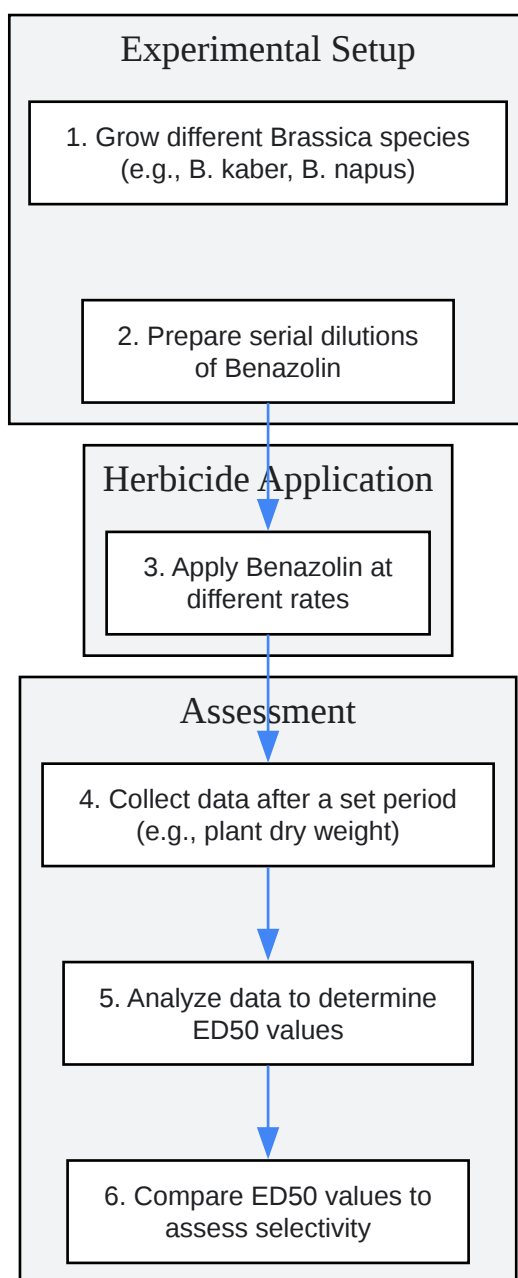 Experimental Setup
1. Grow different Brassica species
(e.g., B. kaber, B. napus)
2. Prepare serial dilutions
of Benazolin
Herbicide Application
3. Apply Benazolin at
different rates
Assessment
4. Collect data after a set period
(e.g., plant dry weight)
5. Analyze data to determine
ED50 values
6. Compare ED50 values to
assess selectivity